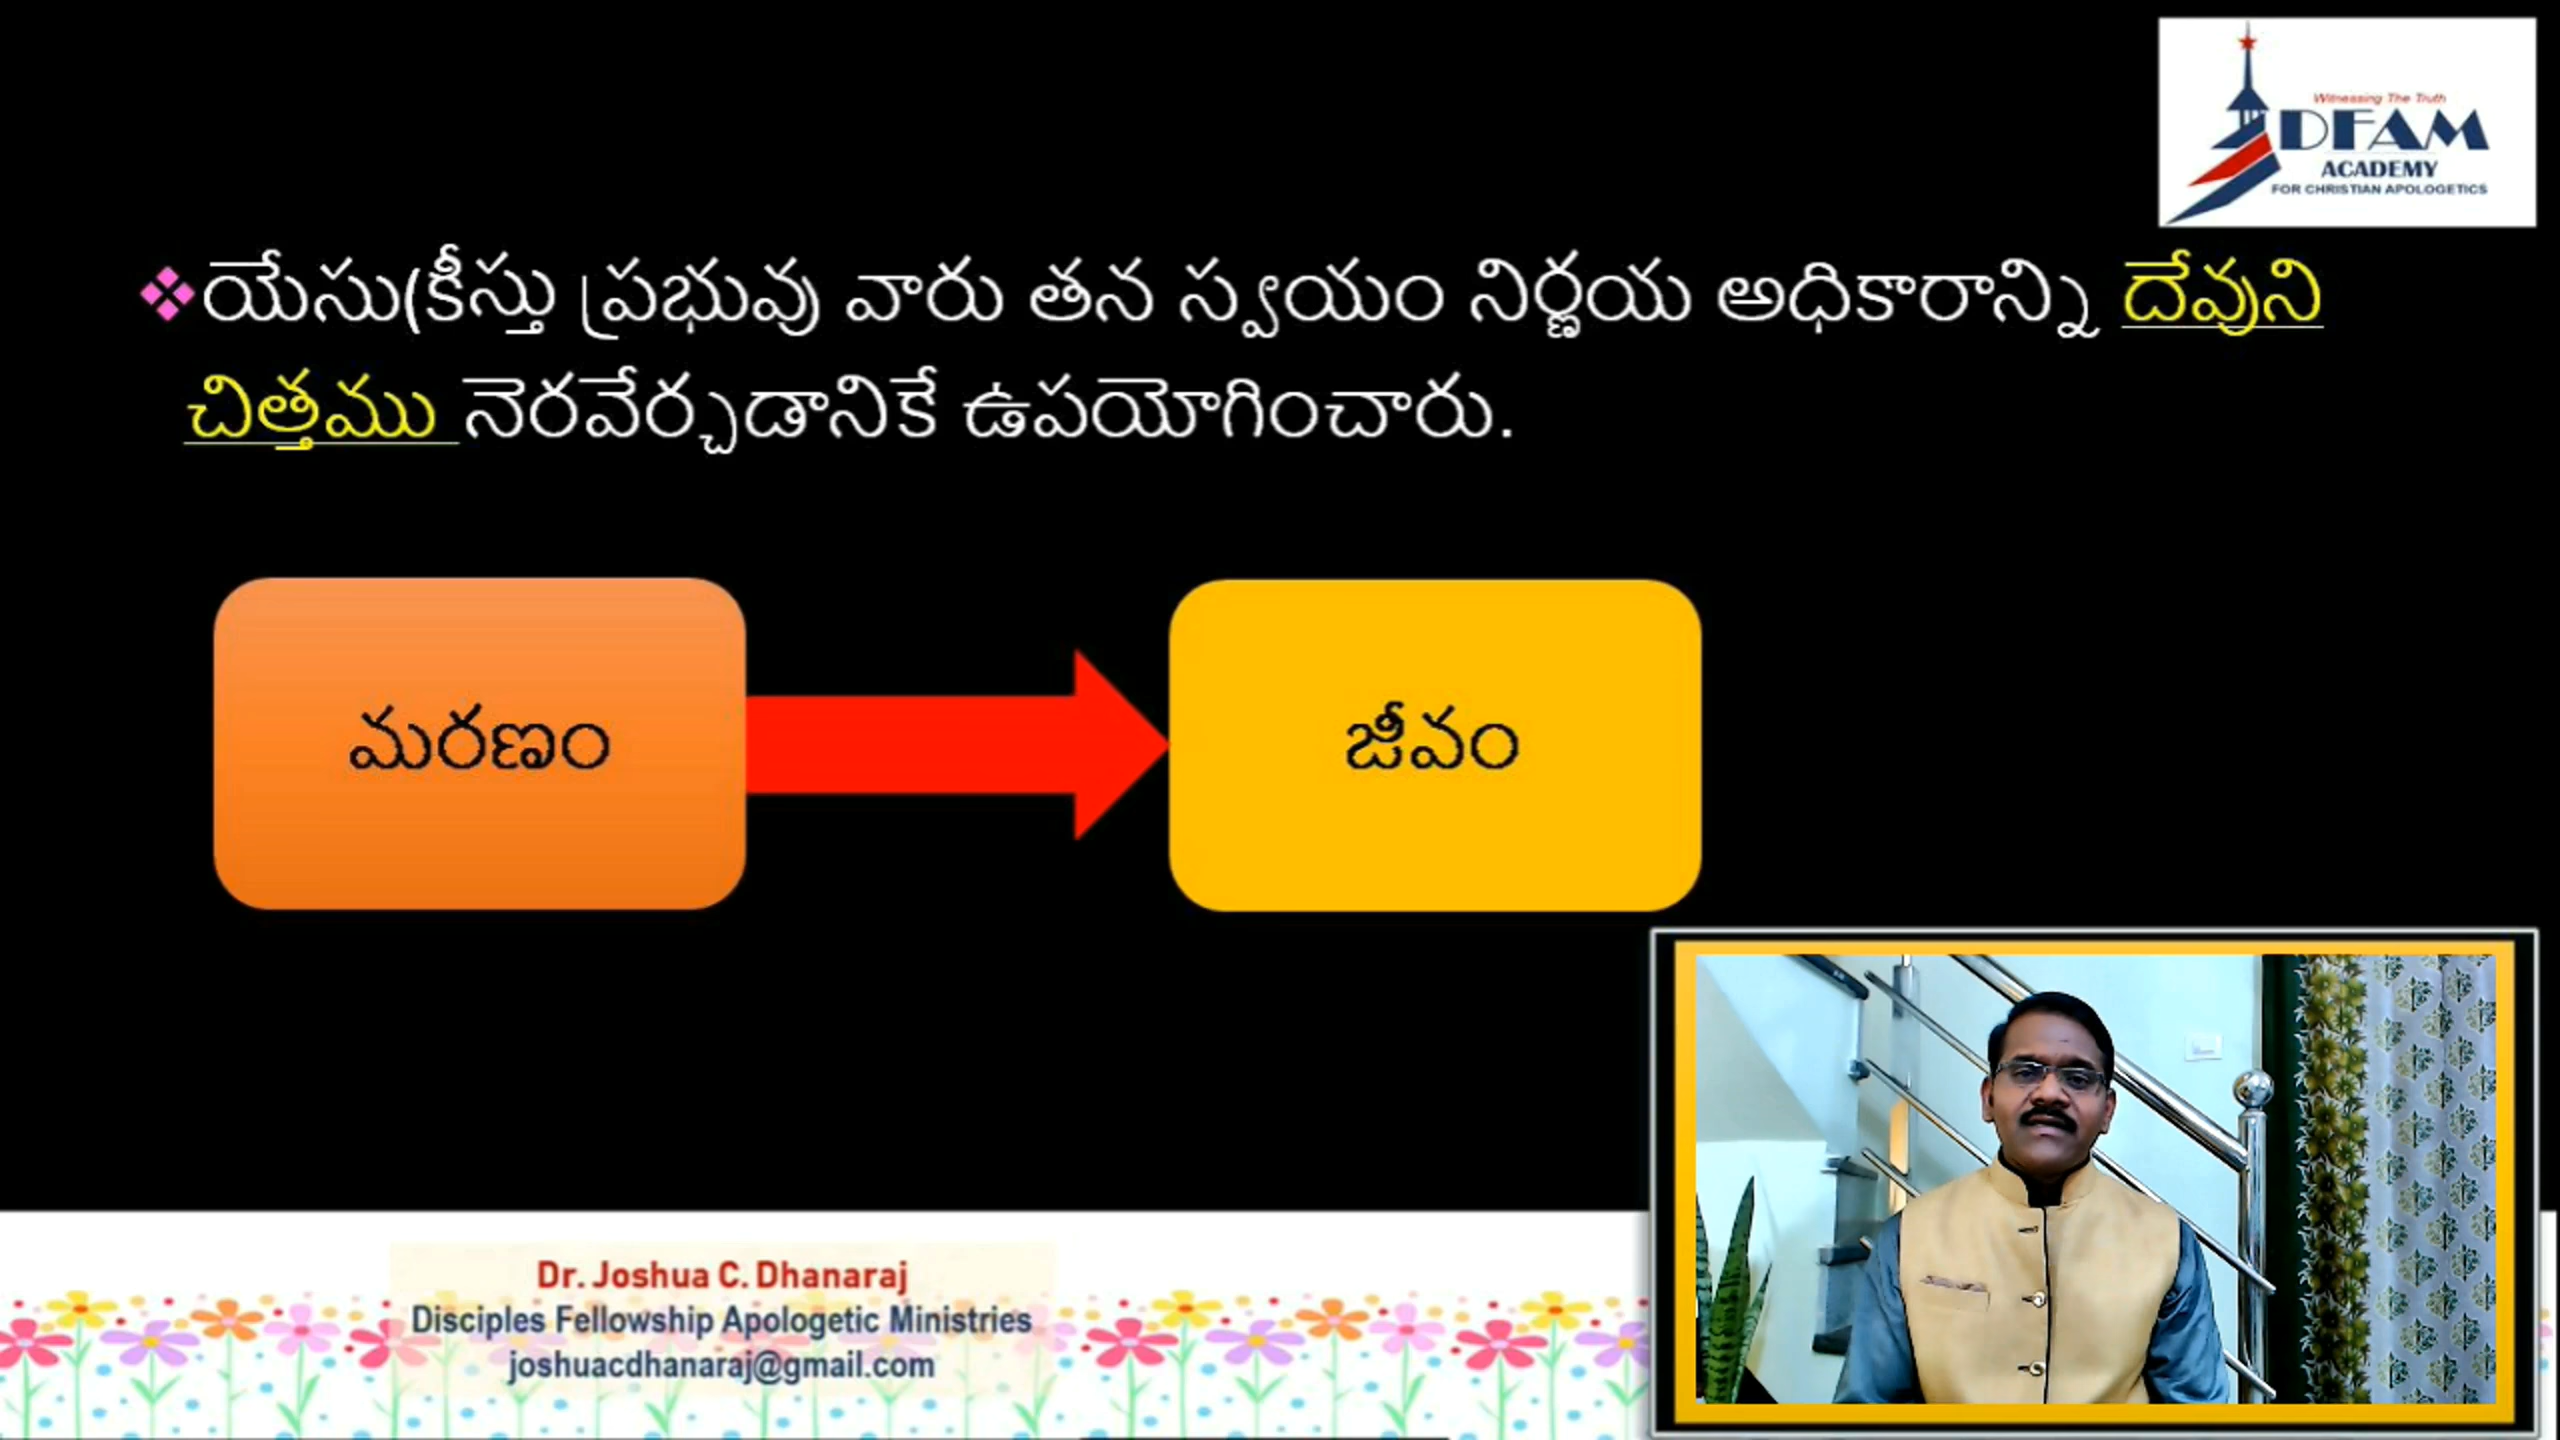 Witnessing The Truth
DFAM
ACADEMY
FOR CHRISTIAN APOLOGETICS
❖యేసుక్రీస్తు ప్రభువు వారు తన స్వయం నిర్ణయ అధికారాన్ని దేవుని
చిత్తము నెరవేర్చడానికే ఉపయోగించారు.
మరణం
జీవం
Dr. Joshua C. Dhanaraj
Disciples Fellowship Apologetic Ministries
joshuacdhanaraj@gmail.com